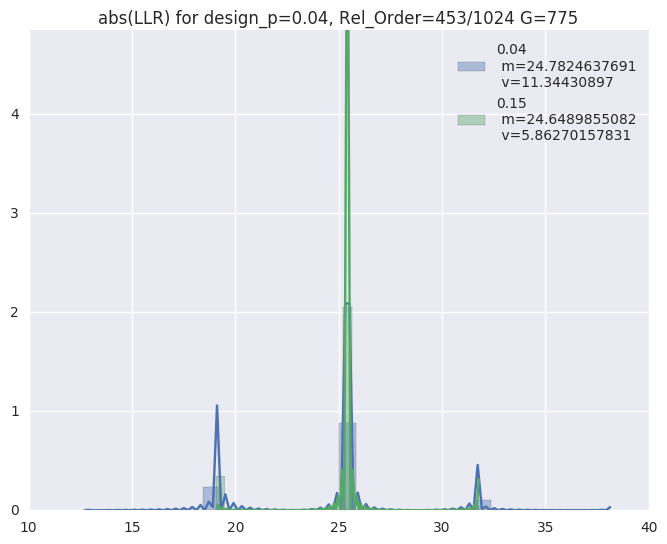 abs(LLR) for design_p=0.04, Rel_Order=453/1024 G=775
0.04
m=24.7824637691
v=11.34430897
0.15
m=24.6489855082
v=5.86270157831
4
3
2
1
0
10 15 20 25 30 35 40